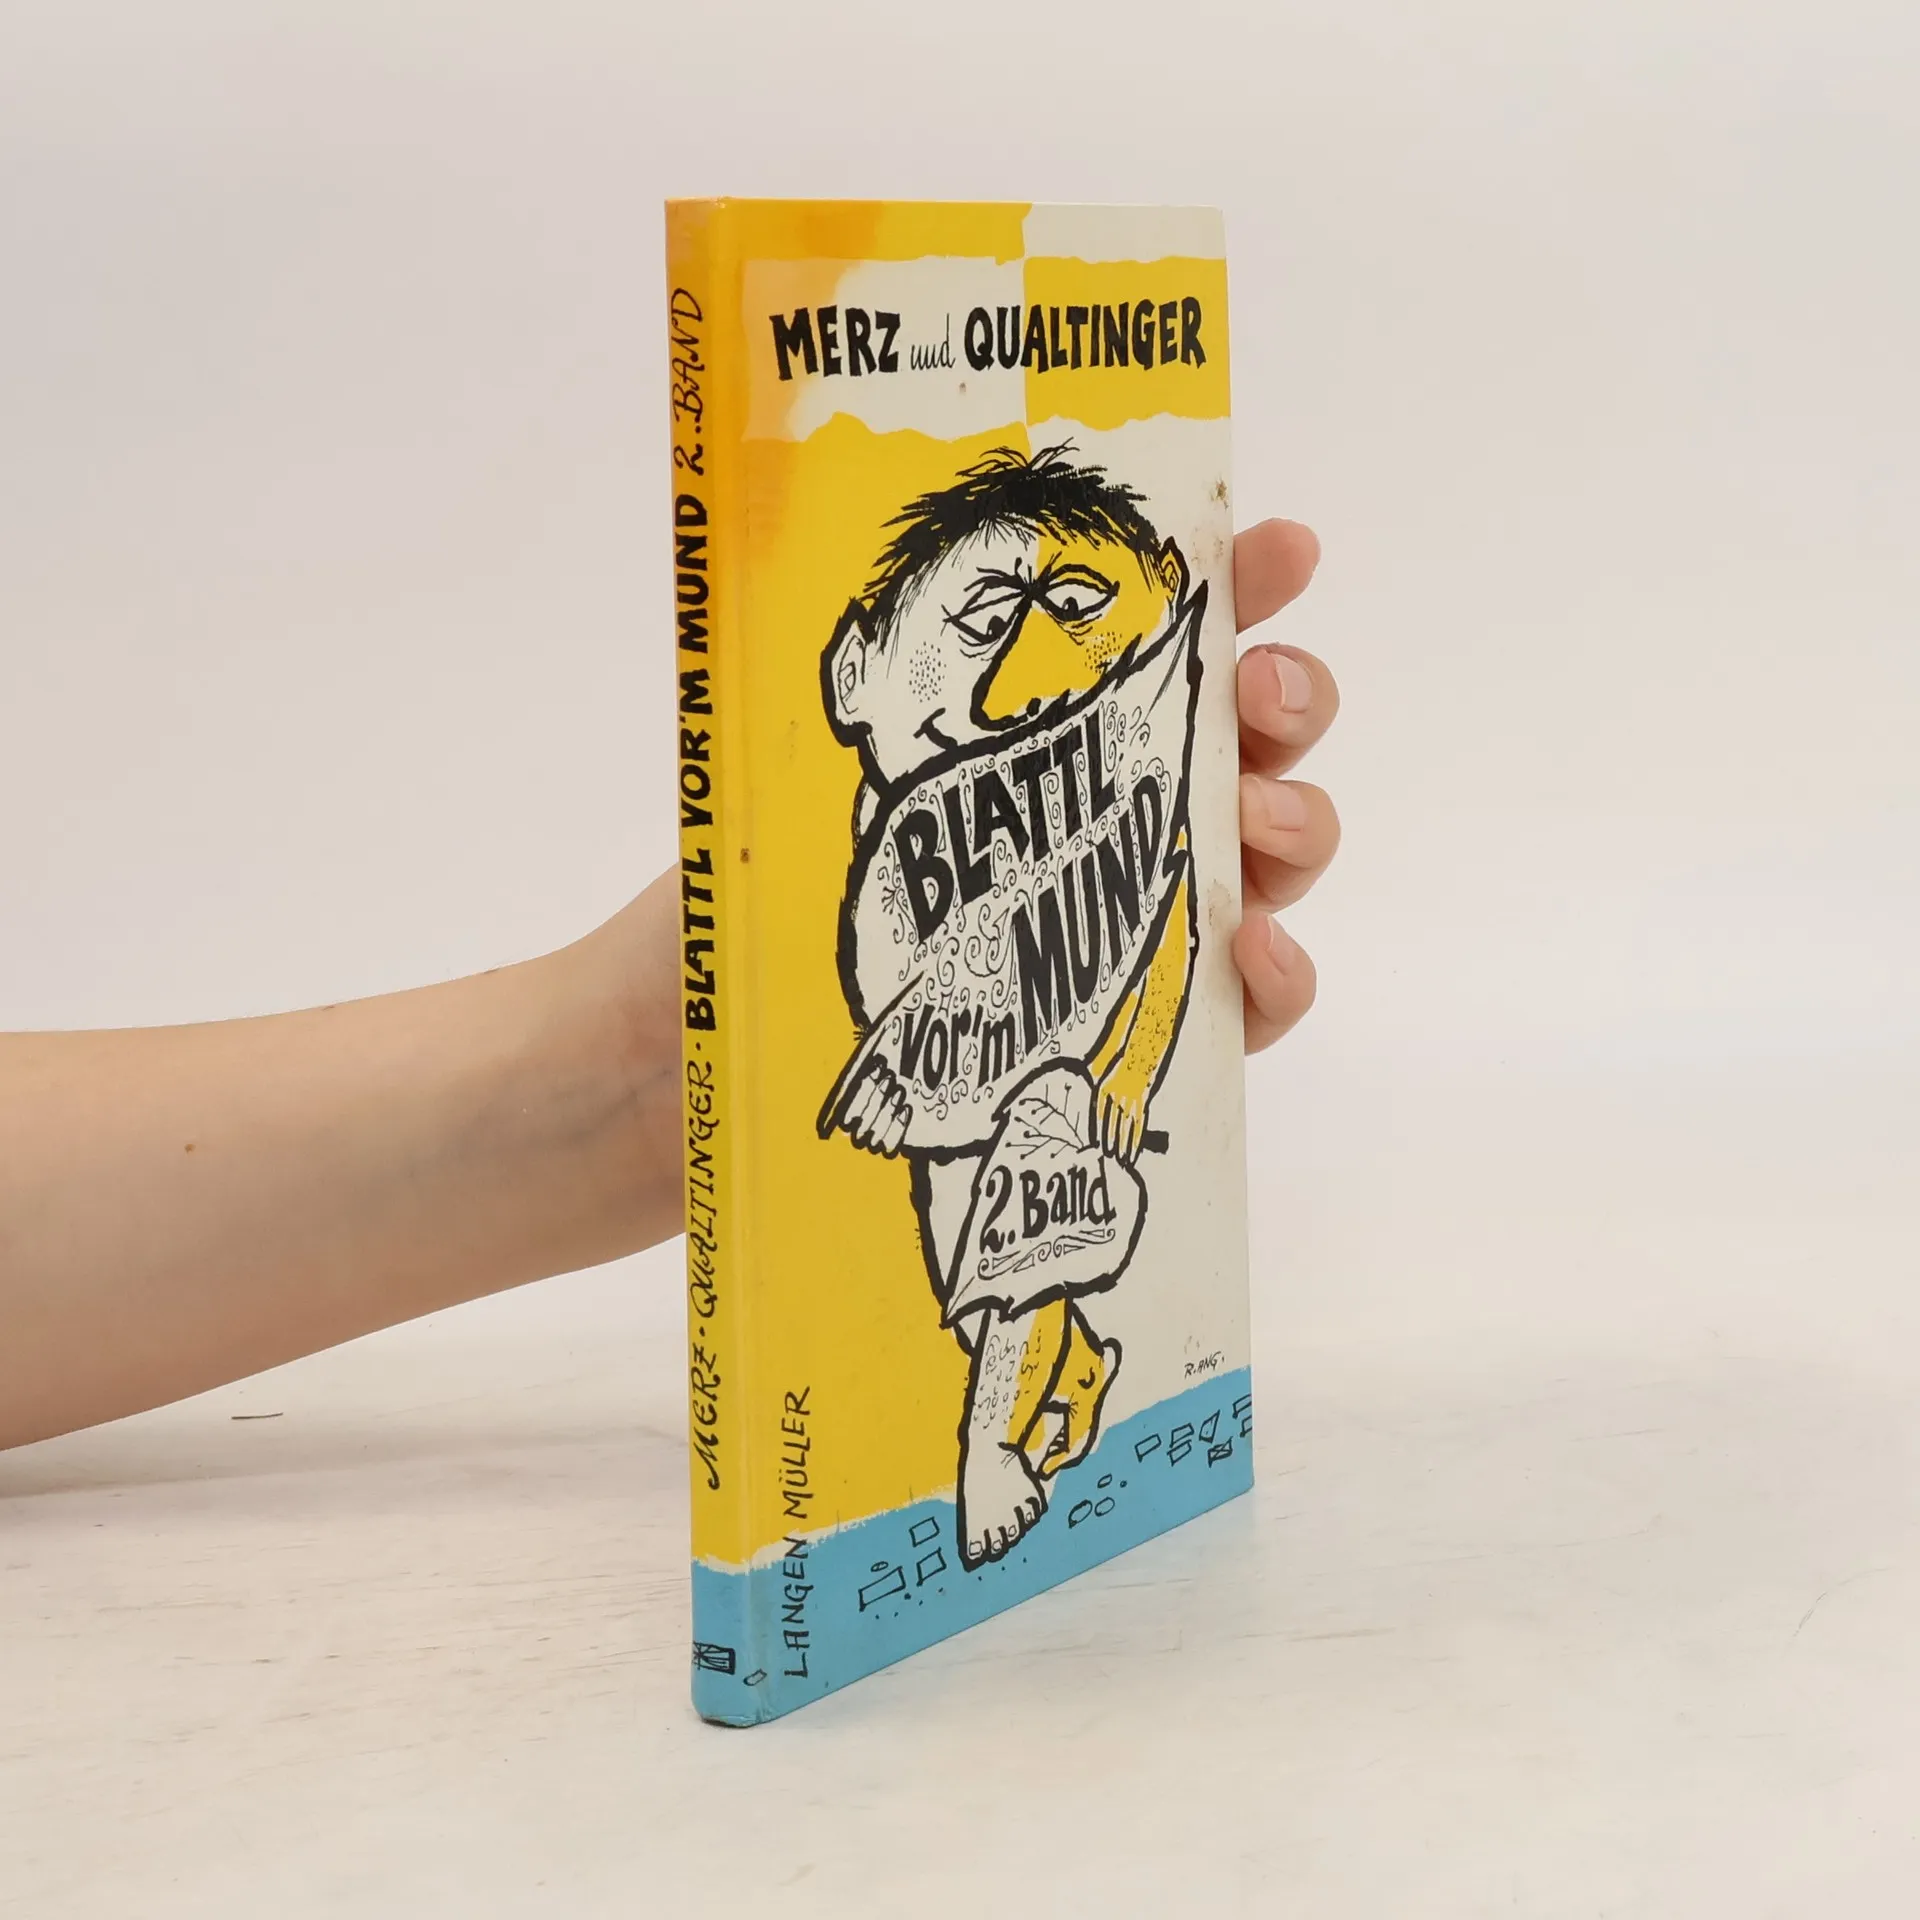 MERZ · QUALTINGER · BLATTL VOR'M MUND 2. BAND
MERZ und QUALTINGER
BLATTL
vor'm MUND
2. Band
R. ANG.
LANGEN MÜLLER